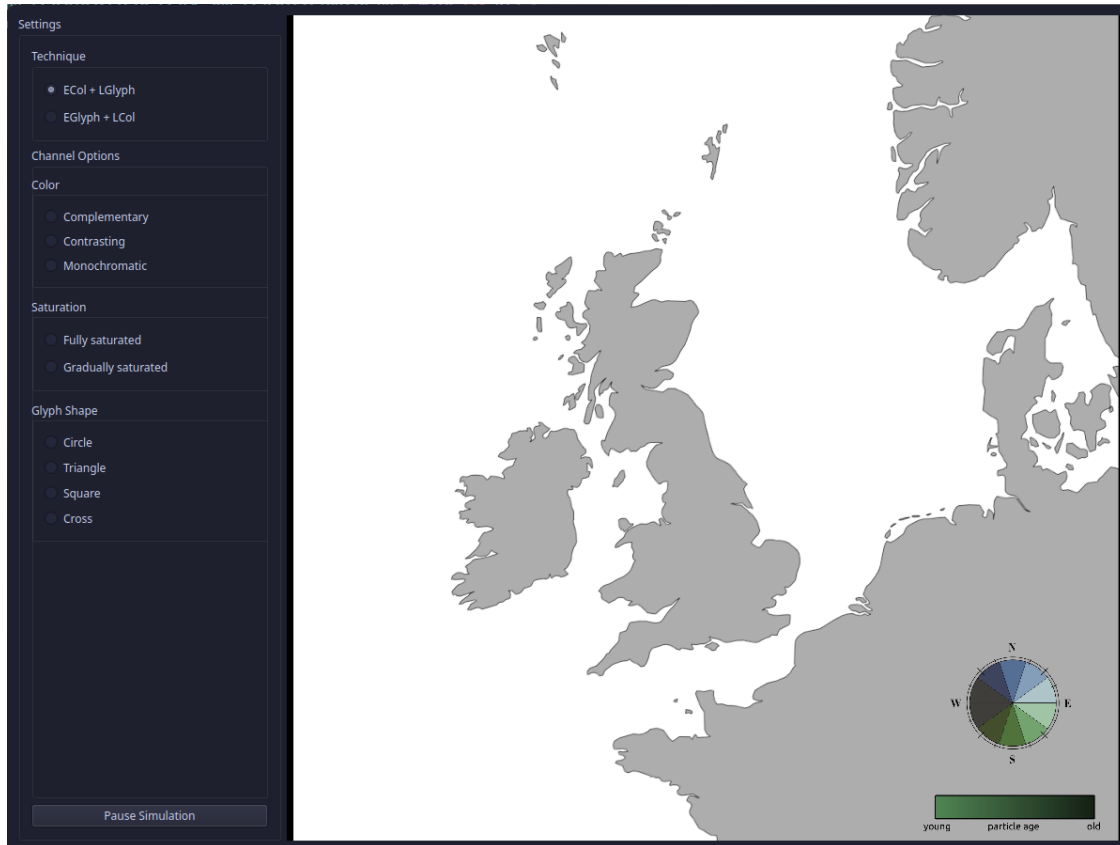 Settings
Technique
ECol + LGlyph
EGlyph + LCol
Channel Options
Color
Complementary
Contrasting
Monochromatic
Saturation
Fully saturated
Gradually saturated
Glyph Shape
Circle
Triangle
Square
Cross
Pause Simulation
N
W E
S
young particle age old